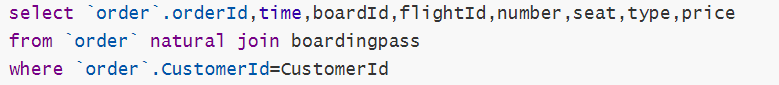 select `order`.orderId,time,boardId,flightId,number,seat,type,price
from `order` natural join boardingpass
where `order`.CustomerId=CustomerId